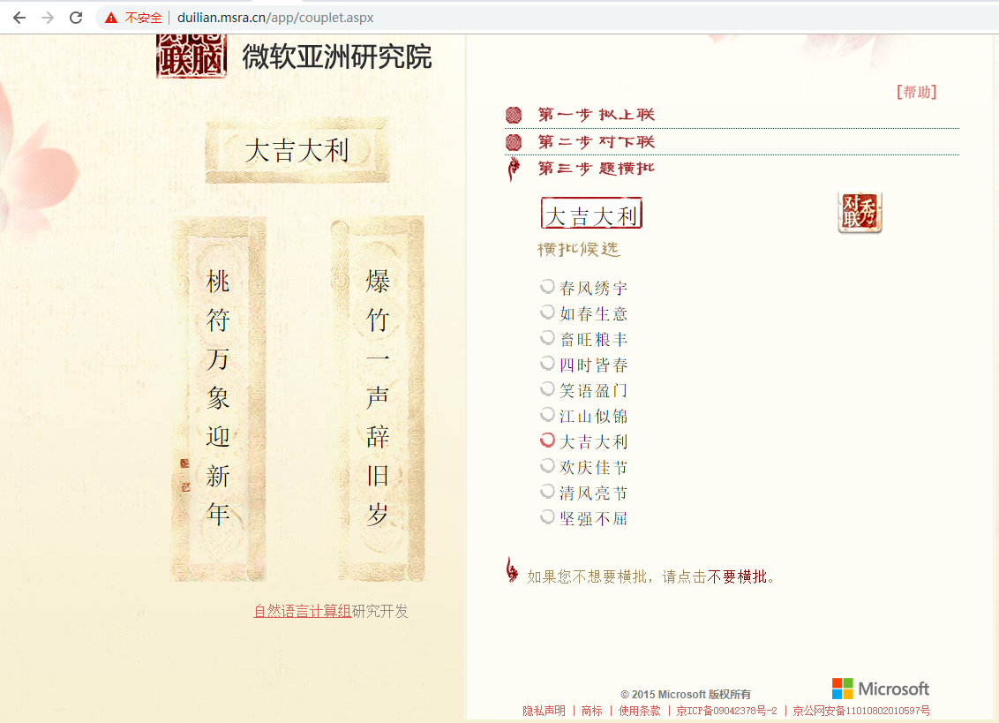 不安全 duilian.msra.cn/app/couplet.aspx
对电
联脑
微软亚洲研究院
大吉大利
爆竹一声辞旧岁
桃符万象迎新年
自然语言计算组研究开发
[帮助]
第一步 拟上联
第二步 对下联
第三步 题横批
大吉大利
对联秀
横批候选
春风绣宇
如春生意
畜旺粮丰
四时皆春
笑语盈门
江山似锦
大吉大利
欢庆佳节
清风亮节
坚强不屈
如果您不想要横批，请点击不要横批。
© 2015 Microsoft 版权所有
Microsoft
隐私声明 | 商标 | 使用条款 | 京ICP备09042378号-2 | 京公网安备11010802010597号